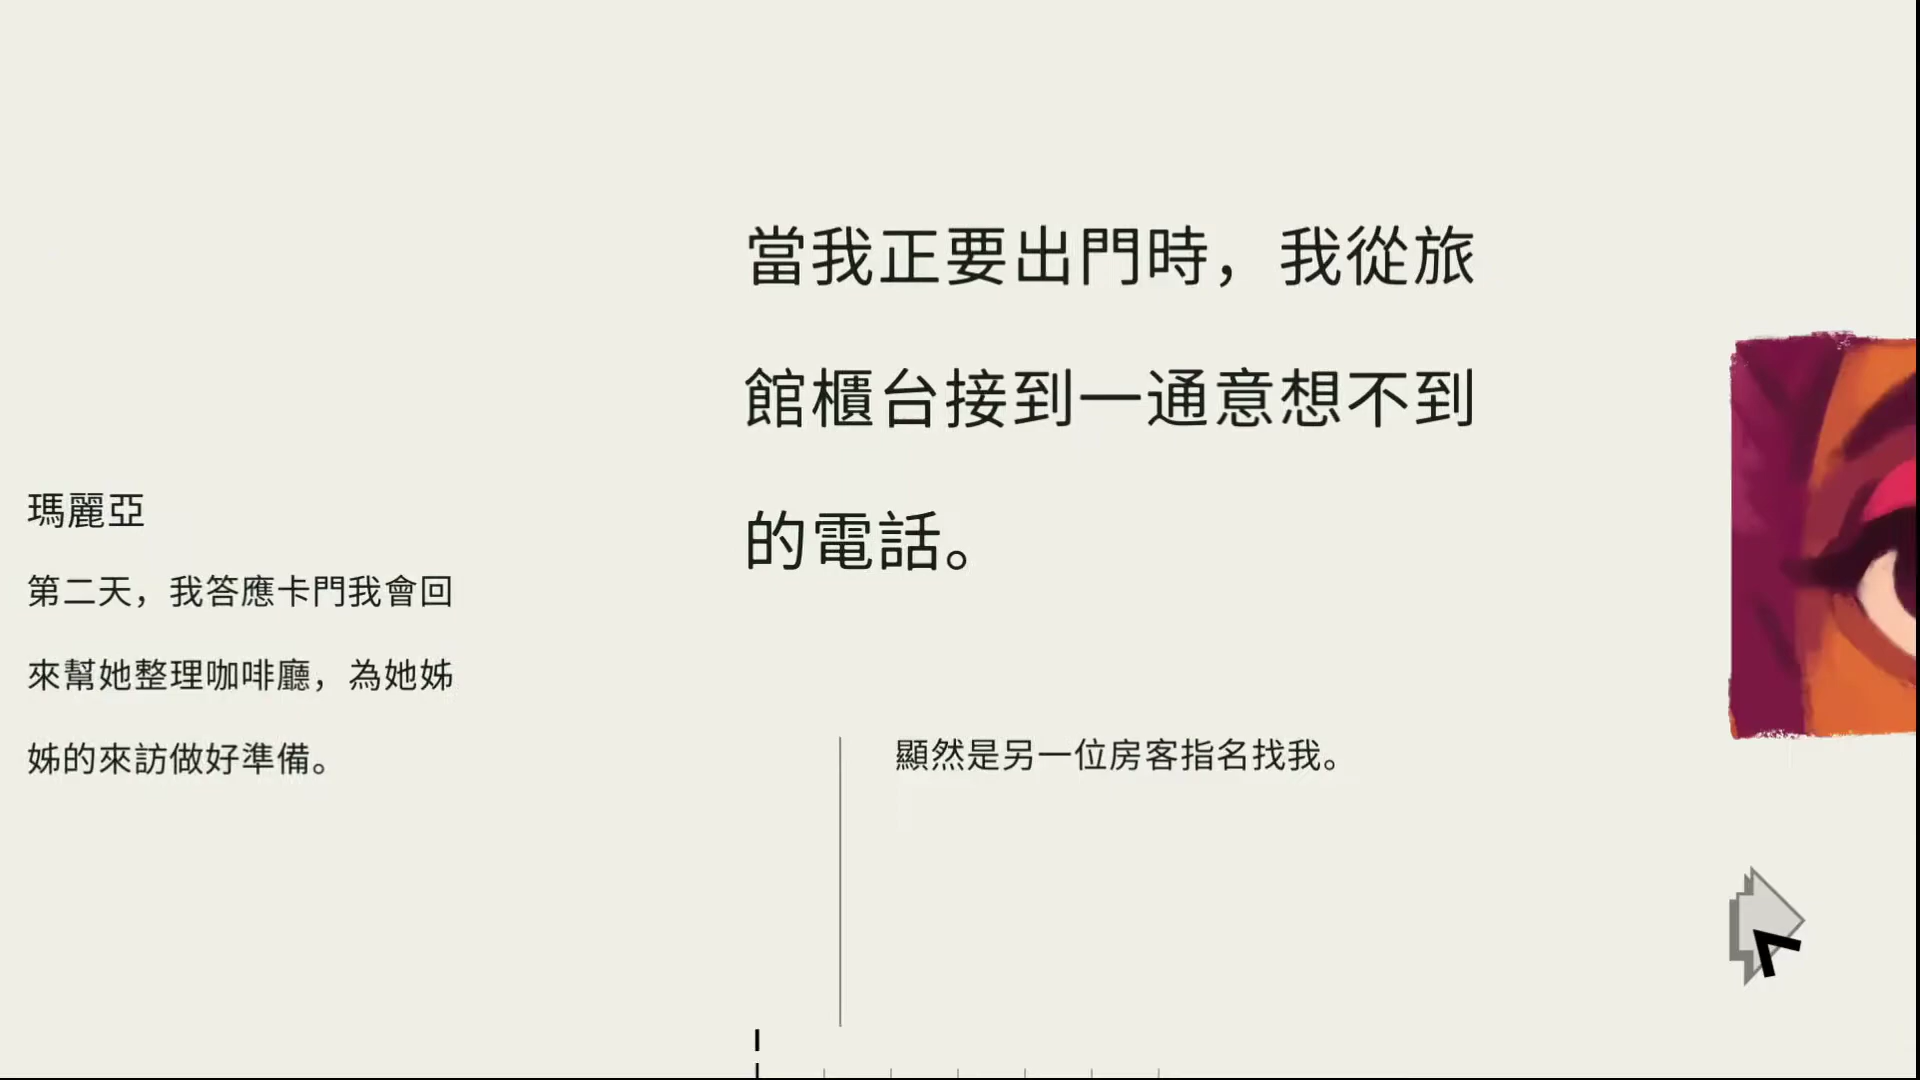 瑪麗亞
第二天，我答應卡門我會回
來幫她整理咖啡廳，為她姊
姊的來訪做好準備。
當我正要出門時，我從旅
館櫃台接到一通意想不到
的電話。
顯然是另一位房客指名找我。